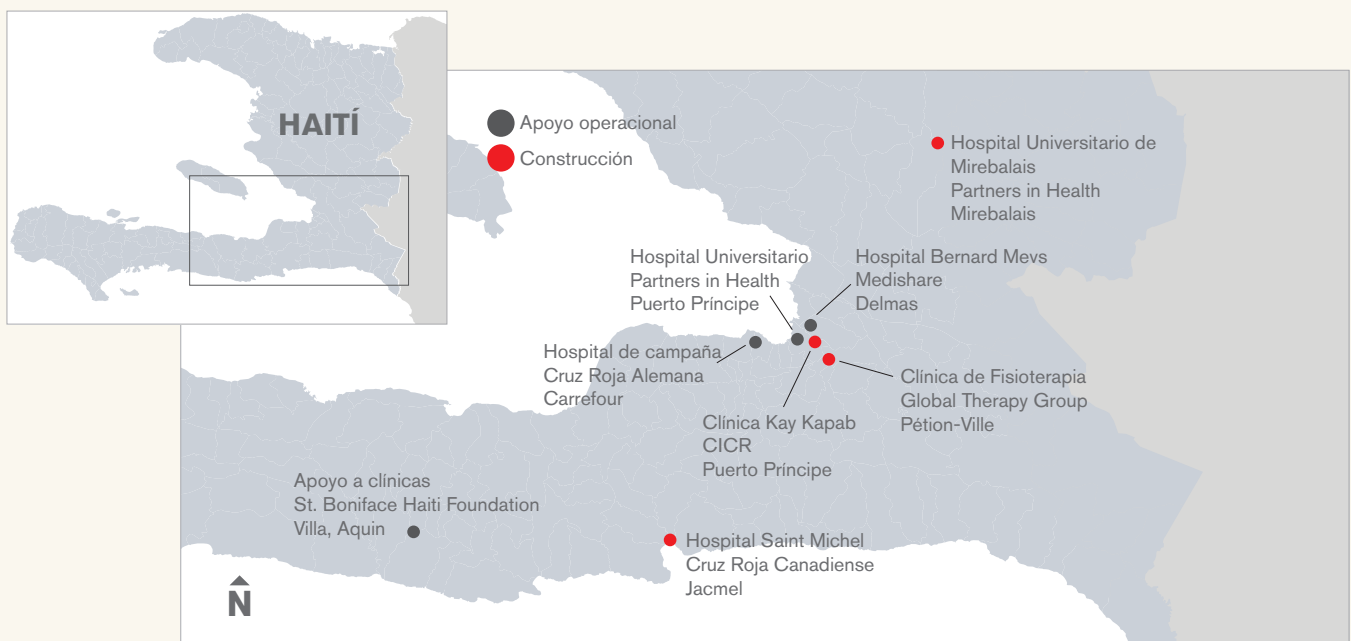 HAITÍ
Apoyo operacional
Construcción
Hospital Universitario de
Mirebalais
Partners in Health
Mirebalais
Hospital Universitario
Partners in Health
Puerto Príncipe
Hospital Bernard Mevs
Medishare
Delmas
Hospital de campaña
Cruz Roja Alemana
Carrefour
Clínica de Fisioterapia
Global Therapy Group
Pétion-Ville
Clínica Kay Kapab
CICR
Puerto Príncipe
Apoyo a clínicas
St. Boniface Haiti Foundation
Villa, Aquin
Hospital Saint Michel
Cruz Roja Canadiense
Jacmel
N